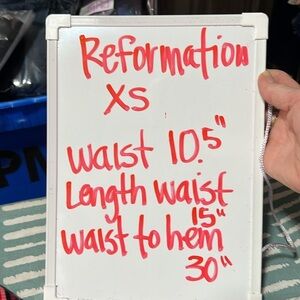 Reformation
XS
waist 10.5"
Length waist
15"
waist to hem
30"